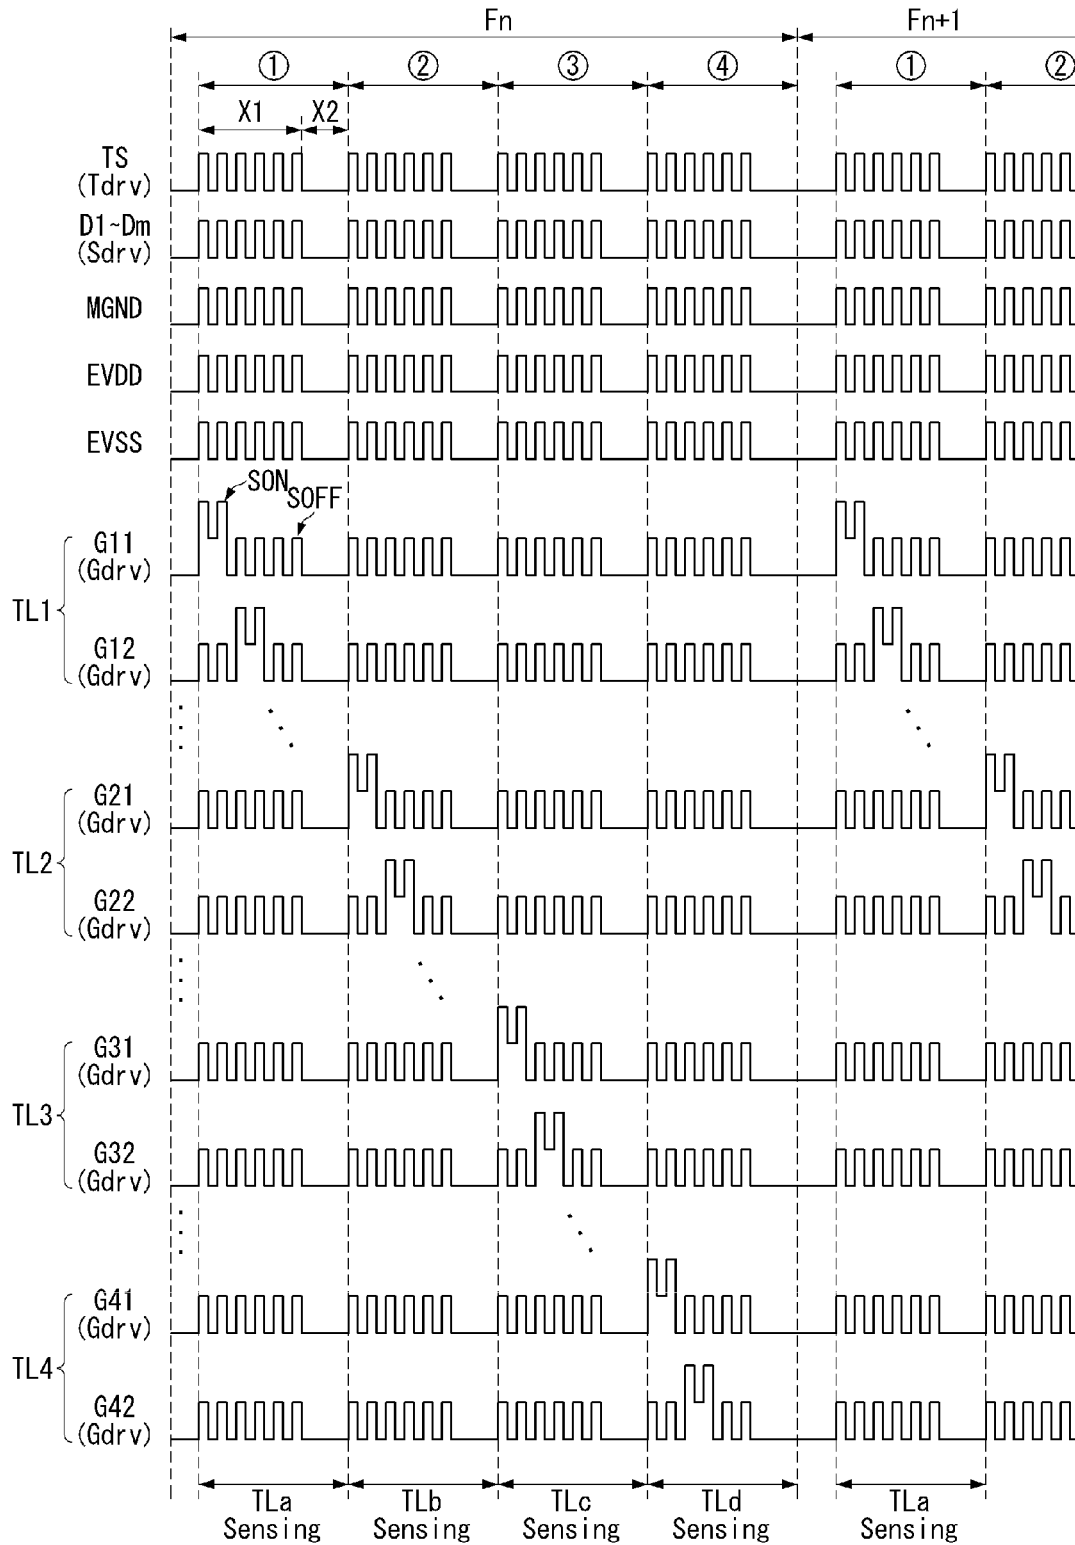 Fn
Fn+1
①
②
③
④
①
②
X1
X2
TS
(Tdrv)
D1~Dm
(Sdrv)
MGND
EVDD
EVSS
SON
SOFF
TL1
G11
(Gdrv)
G12
(Gdrv)
TL2
G21
(Gdrv)
G22
(Gdrv)
TL3
G31
(Gdrv)
G32
(Gdrv)
TL4
G41
(Gdrv)
G42
(Gdrv)
TLa
Sensing
TLb
Sensing
TLc
Sensing
TLd
Sensing
TLa
Sensing